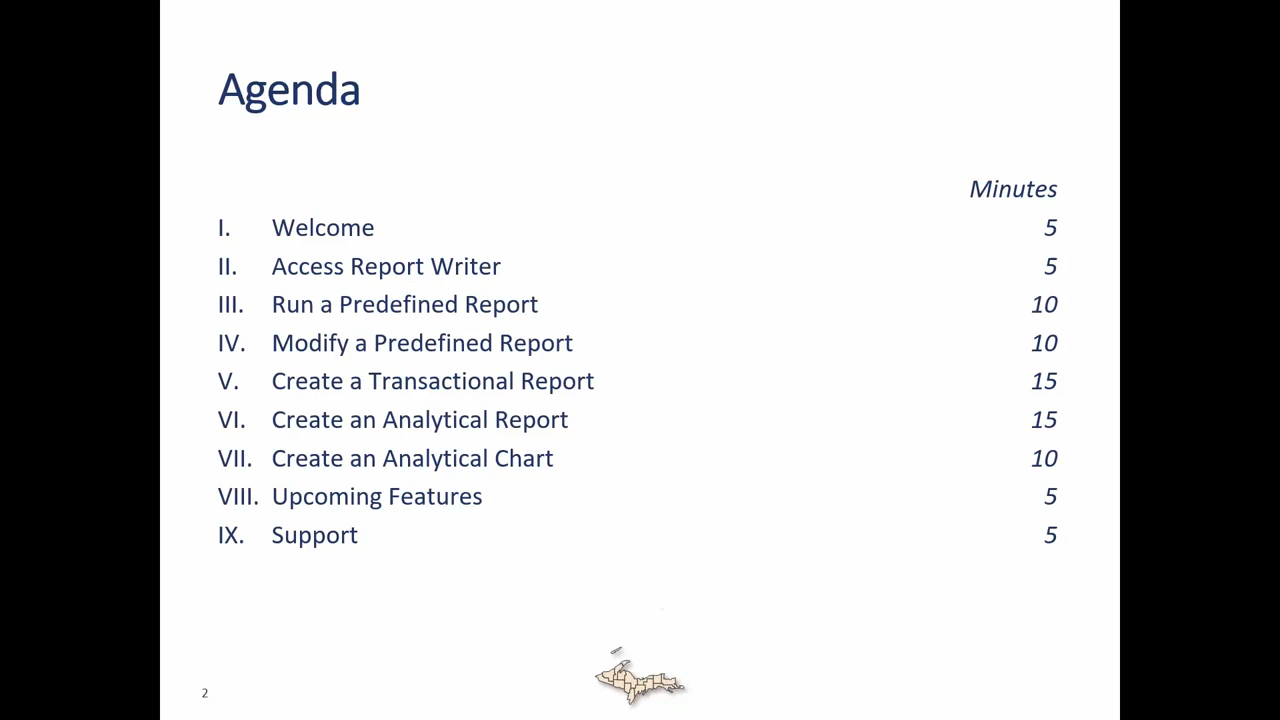 Agenda
Minutes
I. Welcome 5
II. Access Report Writer 5
III. Run a Predefined Report 10
IV. Modify a Predefined Report 10
V. Create a Transactional Report 15
VI. Create an Analytical Report 15
VII. Create an Analytical Chart 10
VIII. Upcoming Features 5
IX. Support 5
2